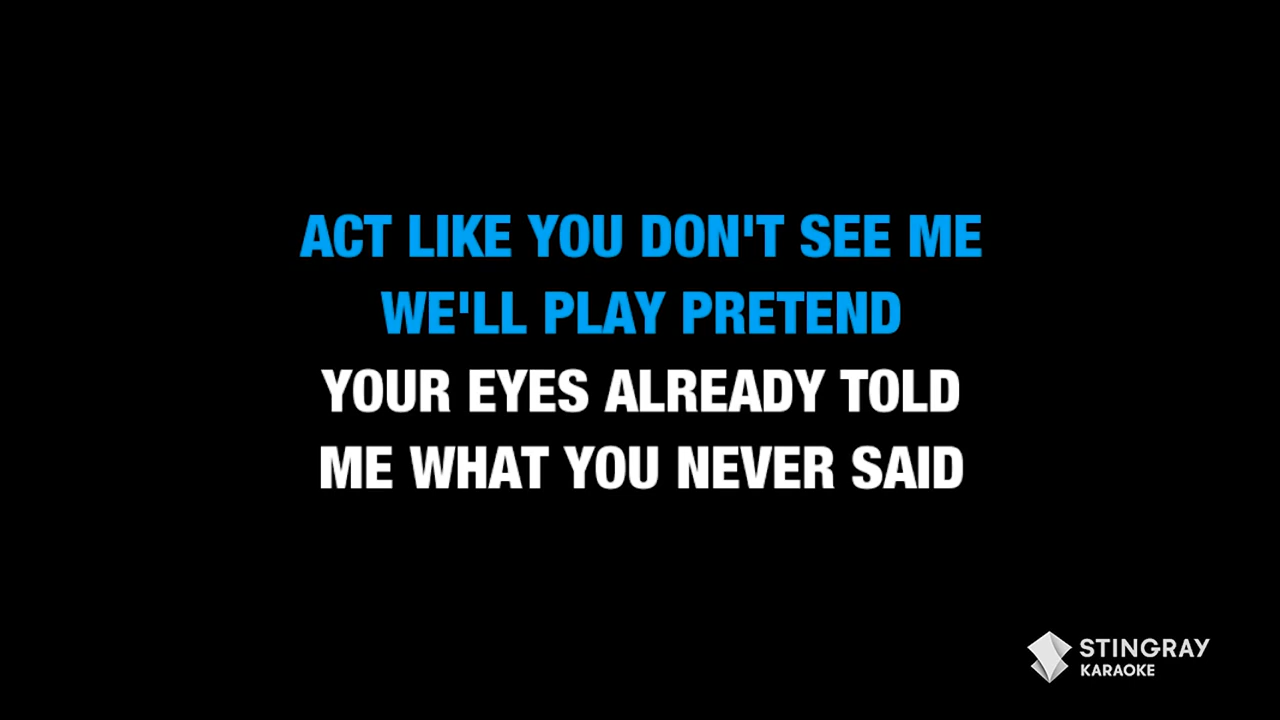 ACT LIKE YOU DON'T SEE ME
WE'LL PLAY PRETEND
YOUR EYES ALREADY TOLD
ME WHAT YOU NEVER SAID
STINGRAY
KARAOKE